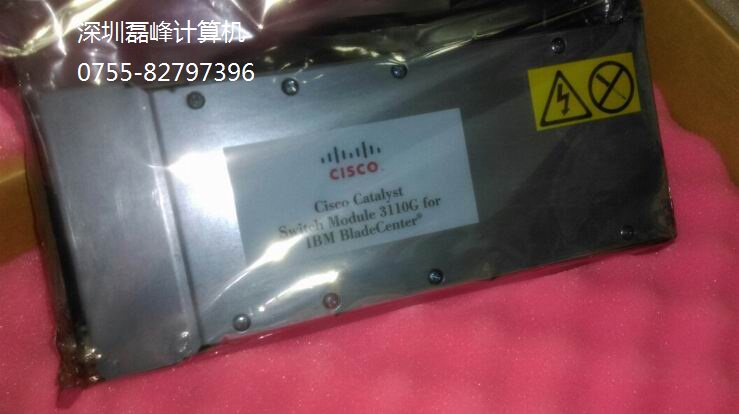 深圳磊峰计算机
0755-82797396
CISCO
Cisco Catalyst
Switch Module 3110G for
IBM BladeCenter®